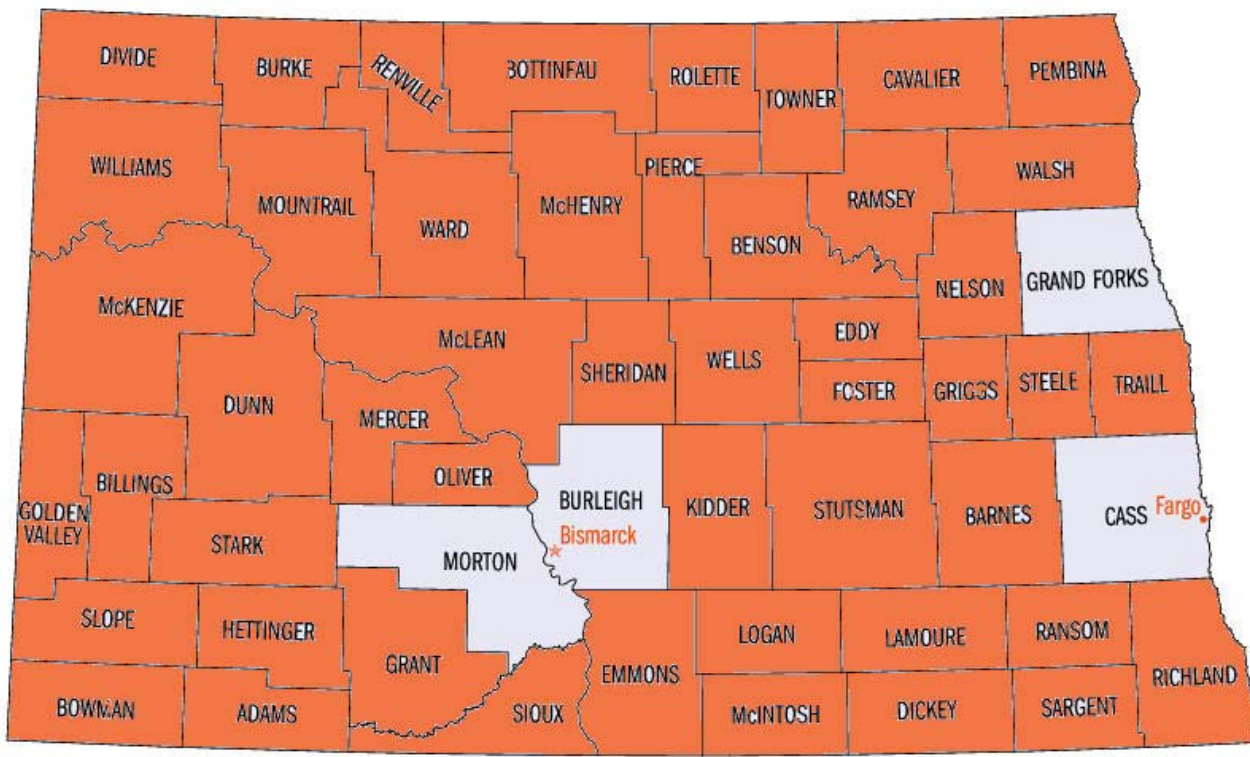 DIVIDE
BURKE
RENVILLE
BOTTINFAU
ROLETTE
TOWNER
CAVALIER
PEMBINA
WILLIAMS
MOUNTRAIL
WARD
McHENRY
PIERCE
BENSON
RAMSEY
WALSH
NELSON
GRAND FORKS
McKENZIE
DUNN
McLEAN
MERCER
OLIVER
SHERIDAN
WELLS
EDDY
FOSTER
GRIGGS
STEELE
TRAILL
GOLDEN
VALLEY
BILLINGS
STARK
MORTON
BURLEIGH
Bismarck
KIDDER
STUTSMAN
BARNES
CASS
Fargo
SLOPE
HETTINGER
GRANT
BOWMAN
ADAMS
SIOUX
EMMONS
LOGAN
McINTOSH
LAMOURE
DICKEY
RANSOM
SARGENT
RICHLAND